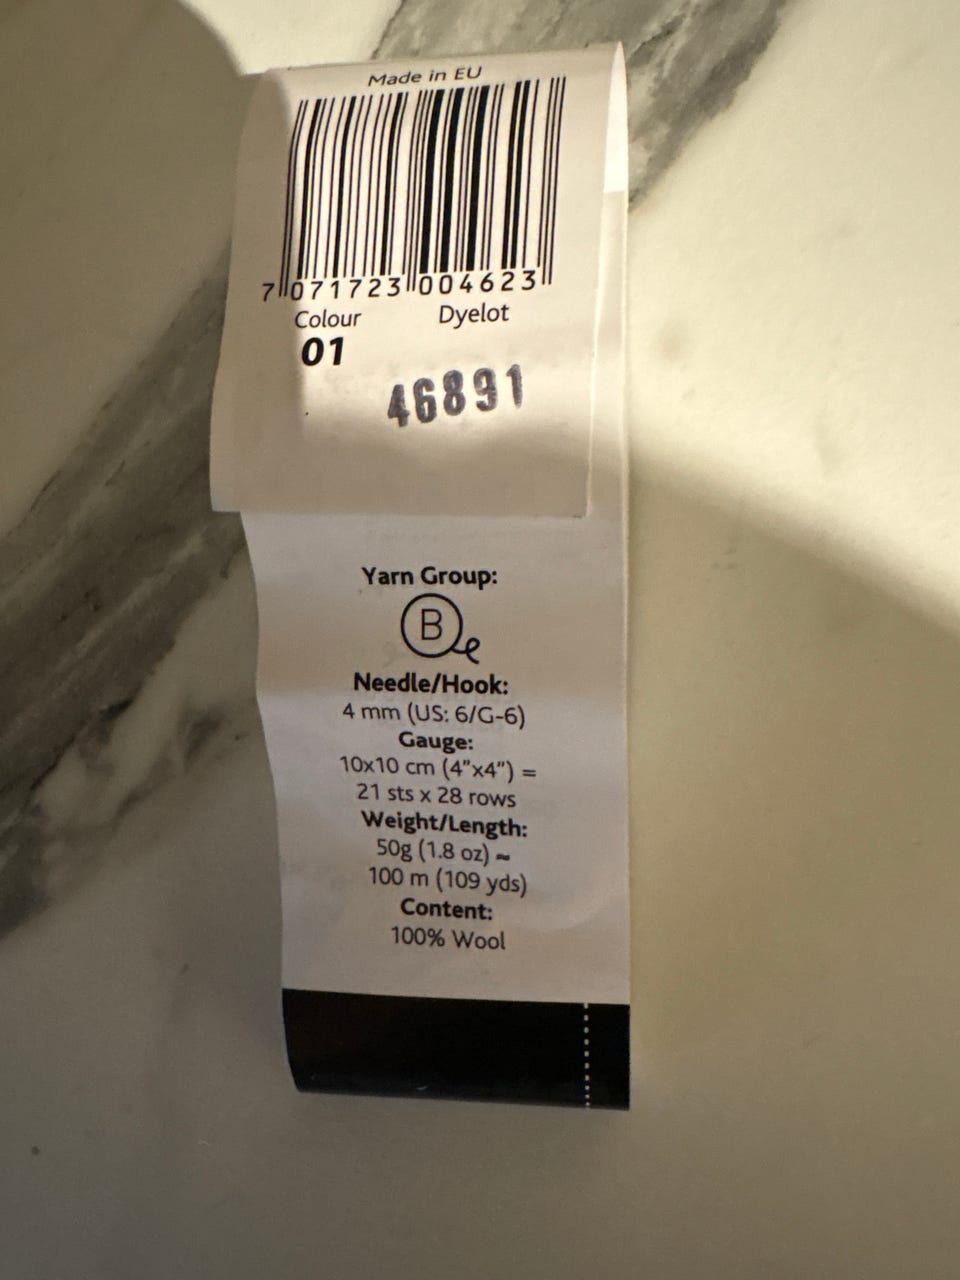 Made in EU
7 071723 004623
Colour Dyelot
01
46891
Yarn Group:
B
Needle/Hook:
4 mm (US: 6/G-6)
Gauge:
10x10 cm (4"x4") =
21 sts x 28 rows
Weight/Length:
50g (1.8 oz) ≈
100 m (109 yds)
Content:
100% Wool